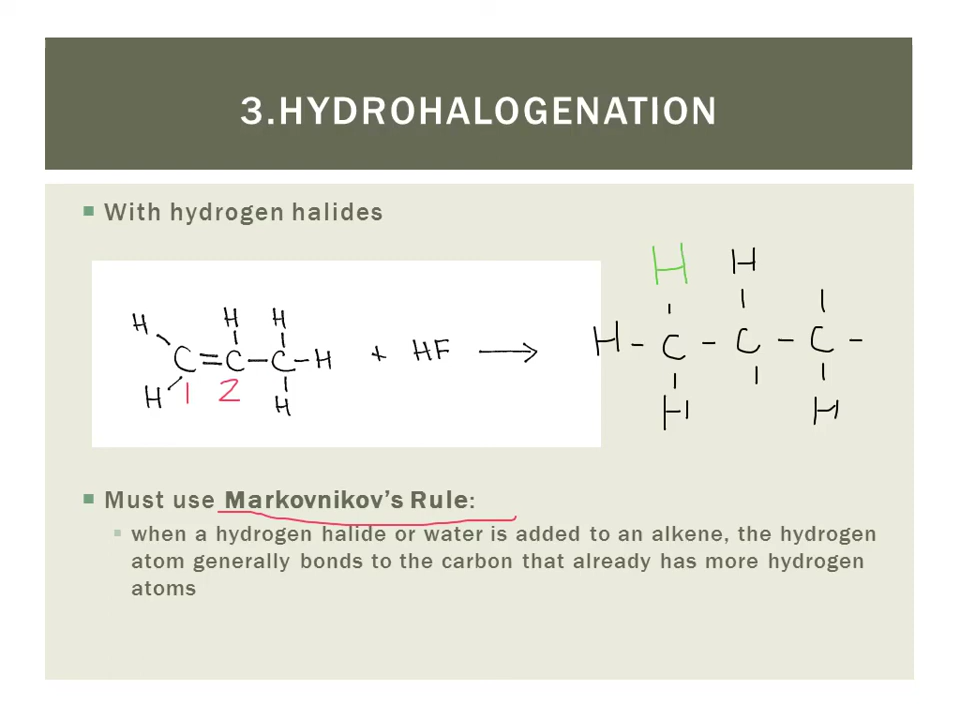 3.HYDROHALOGENATION
With hydrogen halides
H H H H H
H C=C-C-H + HF → H-C-C-C-
H 1 2 H H H
Must use Markovnikov's Rule:
when a hydrogen halide or water is added to an alkene, the hydrogen
atom generally bonds to the carbon that already has more hydrogen
atoms